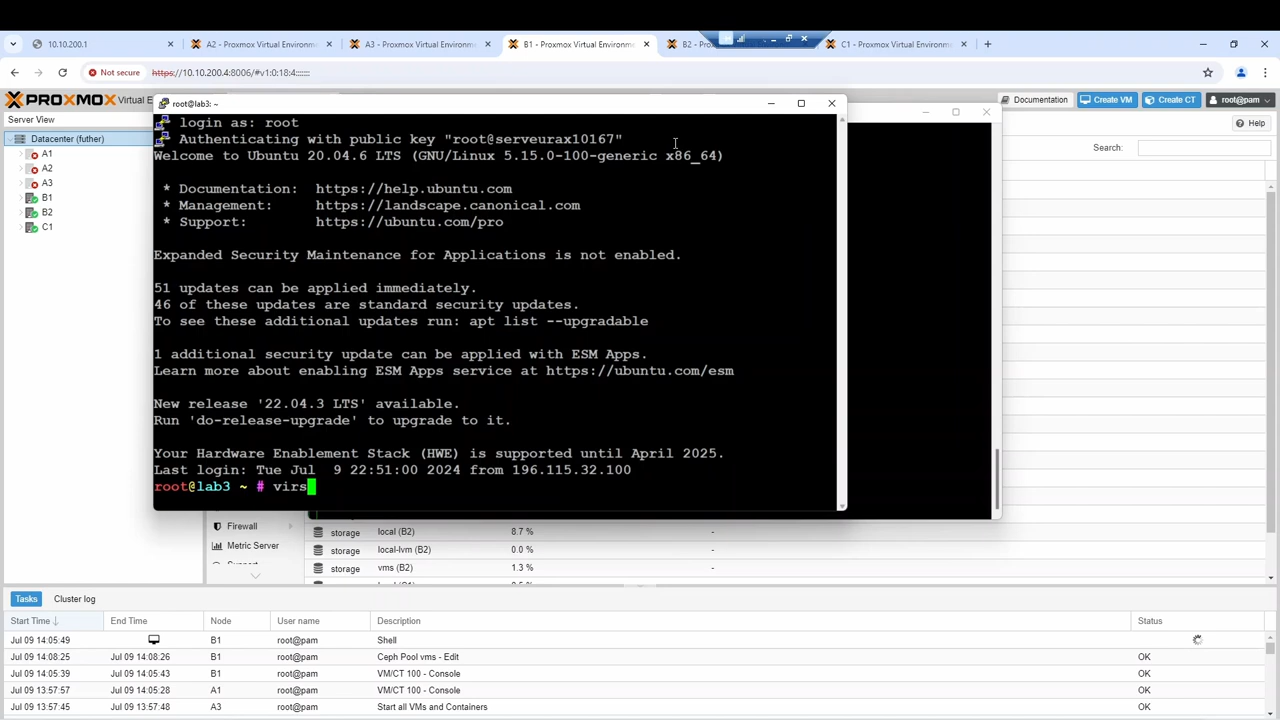 10.10.200.1
A2 - Proxmox Virtual Environme
A3 - Proxmox Virtual Environme
B1 - Proxmox Virtual Environme
B2 - Proxmox
C1 - Proxmox Virtual Environme
Not secure
https://10.10.200.4:8006/#v1:0:18:4:::::::
PROXMOX Virtual En
Documentation
Create VM
Create CT
root@pam
Server View
Help
Search:
Datacenter (futher)
A1
A2
A3
B1
B2
C1
root@lab3: ~
login as: root
Authenticating with public key "root@serveurax10167"
Welcome to Ubuntu 20.04.6 LTS (GNU/Linux 5.15.0-100-generic x86_64)
* Documentation:  https://help.ubuntu.com
* Management:     https://landscape.canonical.com
* Support:        https://ubuntu.com/pro
Expanded Security Maintenance for Applications is not enabled.
51 updates can be applied immediately.
46 of these updates are standard security updates.
To see these additional updates run: apt list --upgradable
1 additional security update can be applied with ESM Apps.
Learn more about enabling ESM Apps service at https://ubuntu.com/esm
New release '22.04.3 LTS' available.
Run 'do-release-upgrade' to upgrade to it.
Your Hardware Enablement Stack (HWE) is supported until April 2025.
Last login: Tue Jul  9 22:51:00 2024 from 196.115.32.100
root@lab3 ~ # virs
Firewall
Metric Server
storage local (B2) 8.7 % -
storage local-lvm (B2) 0.0 % -
storage vms (B2) 1.3 % -
Tasks
Cluster log
Start Time End Time Node User name Description Status
Jul 09 14:05:49 B1 root@pam Shell
Jul 09 14:08:25 Jul 09 14:08:26 B1 root@pam Ceph Pool vms - Edit OK
Jul 09 14:05:39 Jul 09 14:05:43 B1 root@pam VM/CT 100 - Console OK
Jul 09 13:57:57 Jul 09 14:05:28 A1 root@pam VM/CT 100 - Console OK
Jul 09 13:57:45 Jul 09 13:57:48 A3 root@pam Start all VMs and Containers OK